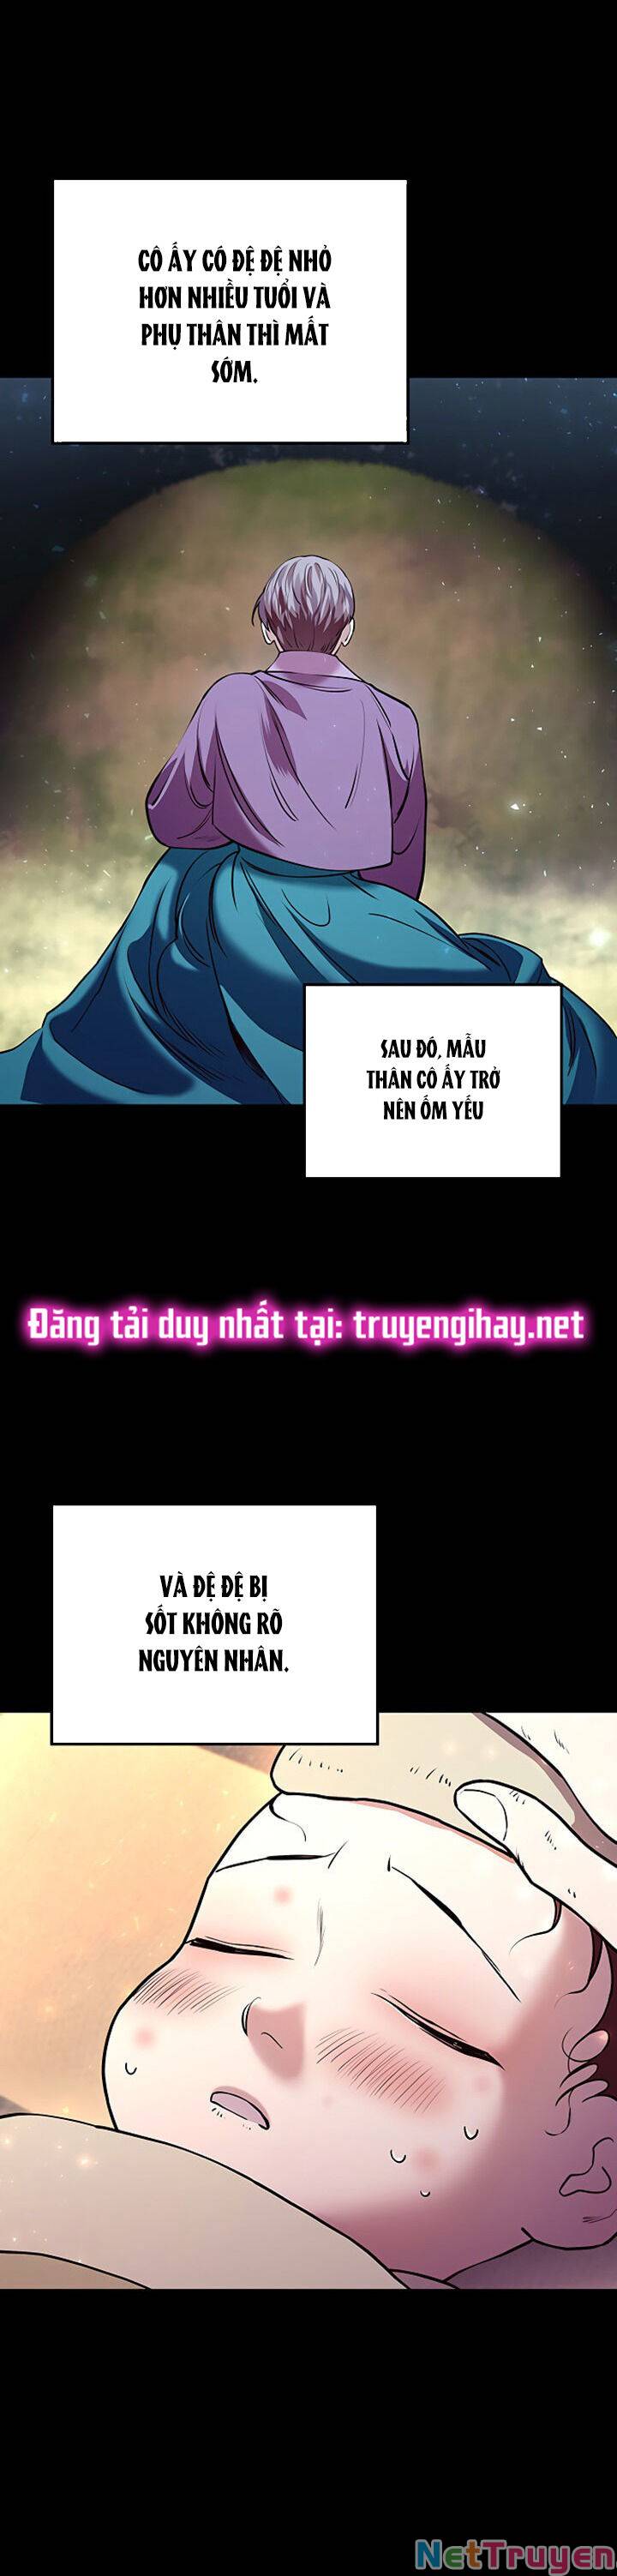 CÔ ẤY CÓ ĐỆ ĐỆ NHỎ
HƠN NHIỀU TUỔI VÀ
PHỤ THÂN THÌ MẤT
SỚM.
SAU ĐÓ, MẪU
THÂN CÔ ẤY TRỞ
NÊN ỐM YẾU
Đăng tải duy nhất tại: truyengihay.net
VÀ ĐỆ ĐỆ BỊ
SỐT KHÔNG RÕ
NGUYÊN NHÂN.
NetTruyen